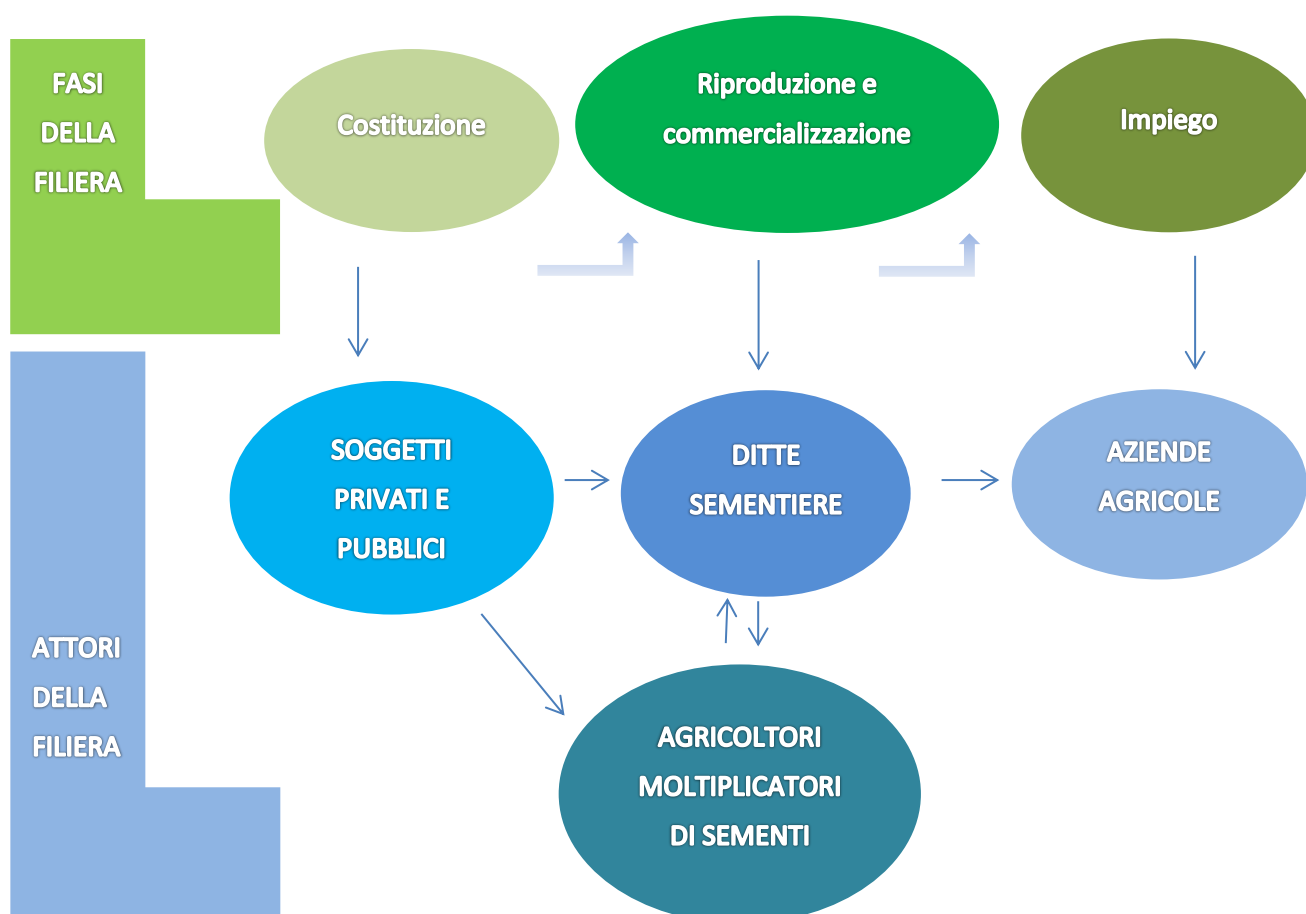 FASI
DELLA
FILIERA
Costituzione
Riproduzione e
commercializzazione
Impiego
SOGGETTI
PRIVATI E
PUBBLICI
DITTE
SEMENTIERE
AZIENDE
AGRICOLE
ATTORI
DELLA
FILIERA
AGRICOLTORI
MOLTIPLICATORI
DI SEMENTI